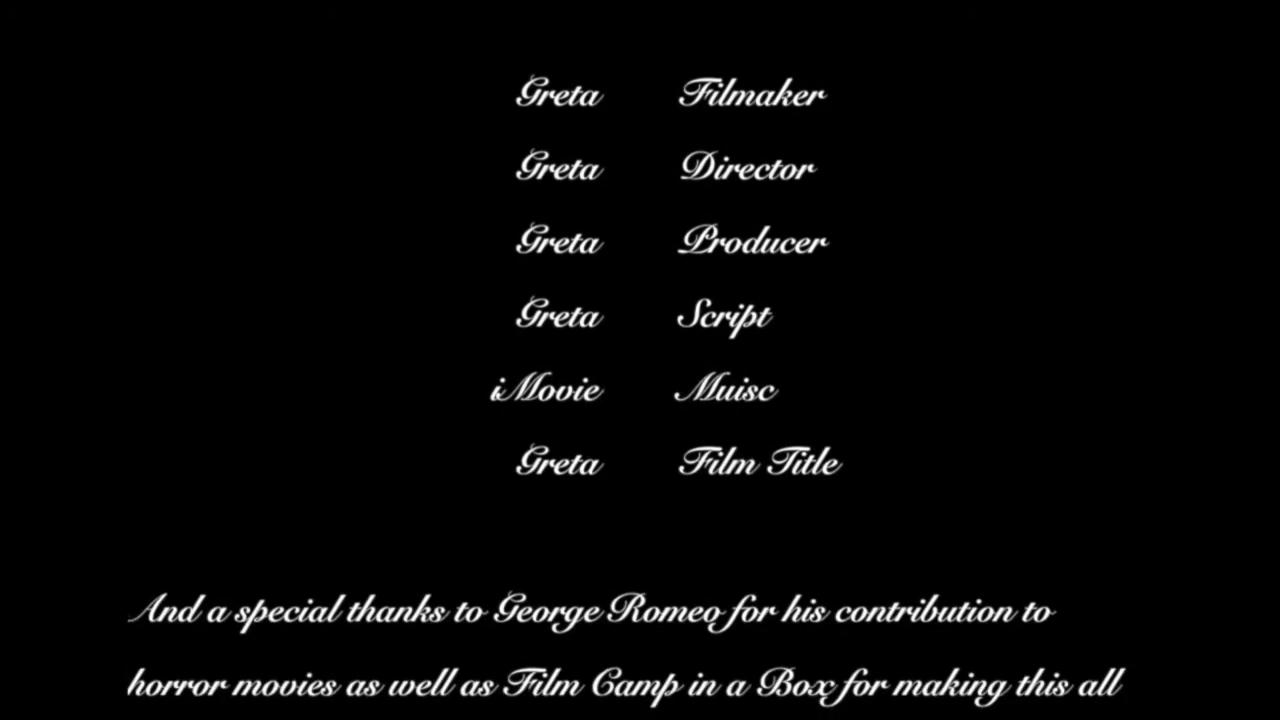 Greta Filmaker
Greta Director
Greta Producer
Greta Script
iMovie Muisc
Greta Film Title
And a special thanks to George Romeo for his contribution to
horror movies as well as Film Camp in a Box for making this all